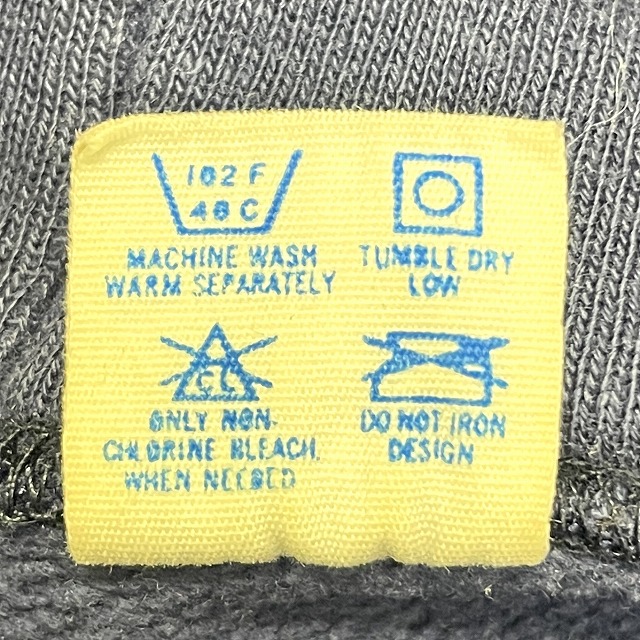 102 F
40 C
MACHINE WASH
WARM SEPARATELY
TUMBLE DRY
LOW
CL
ONLY NON-
CHLORINE BLEACH,
WHEN NEEDED
DO NOT IRON
DESIGN